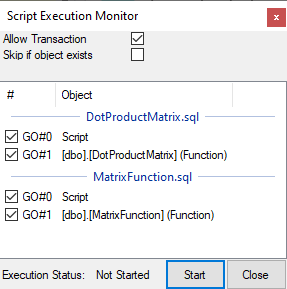 Script Execution Monitor
Allow Transaction
Skip if object exists
# Object
DotProductMatrix.sql
GO#0 Script
GO#1 [dbo].[DotProductMatrix] (Function)
MatrixFunction.sql
GO#0 Script
GO#1 [dbo].[MatrixFunction] (Function)
Execution Status: Not Started Start Close